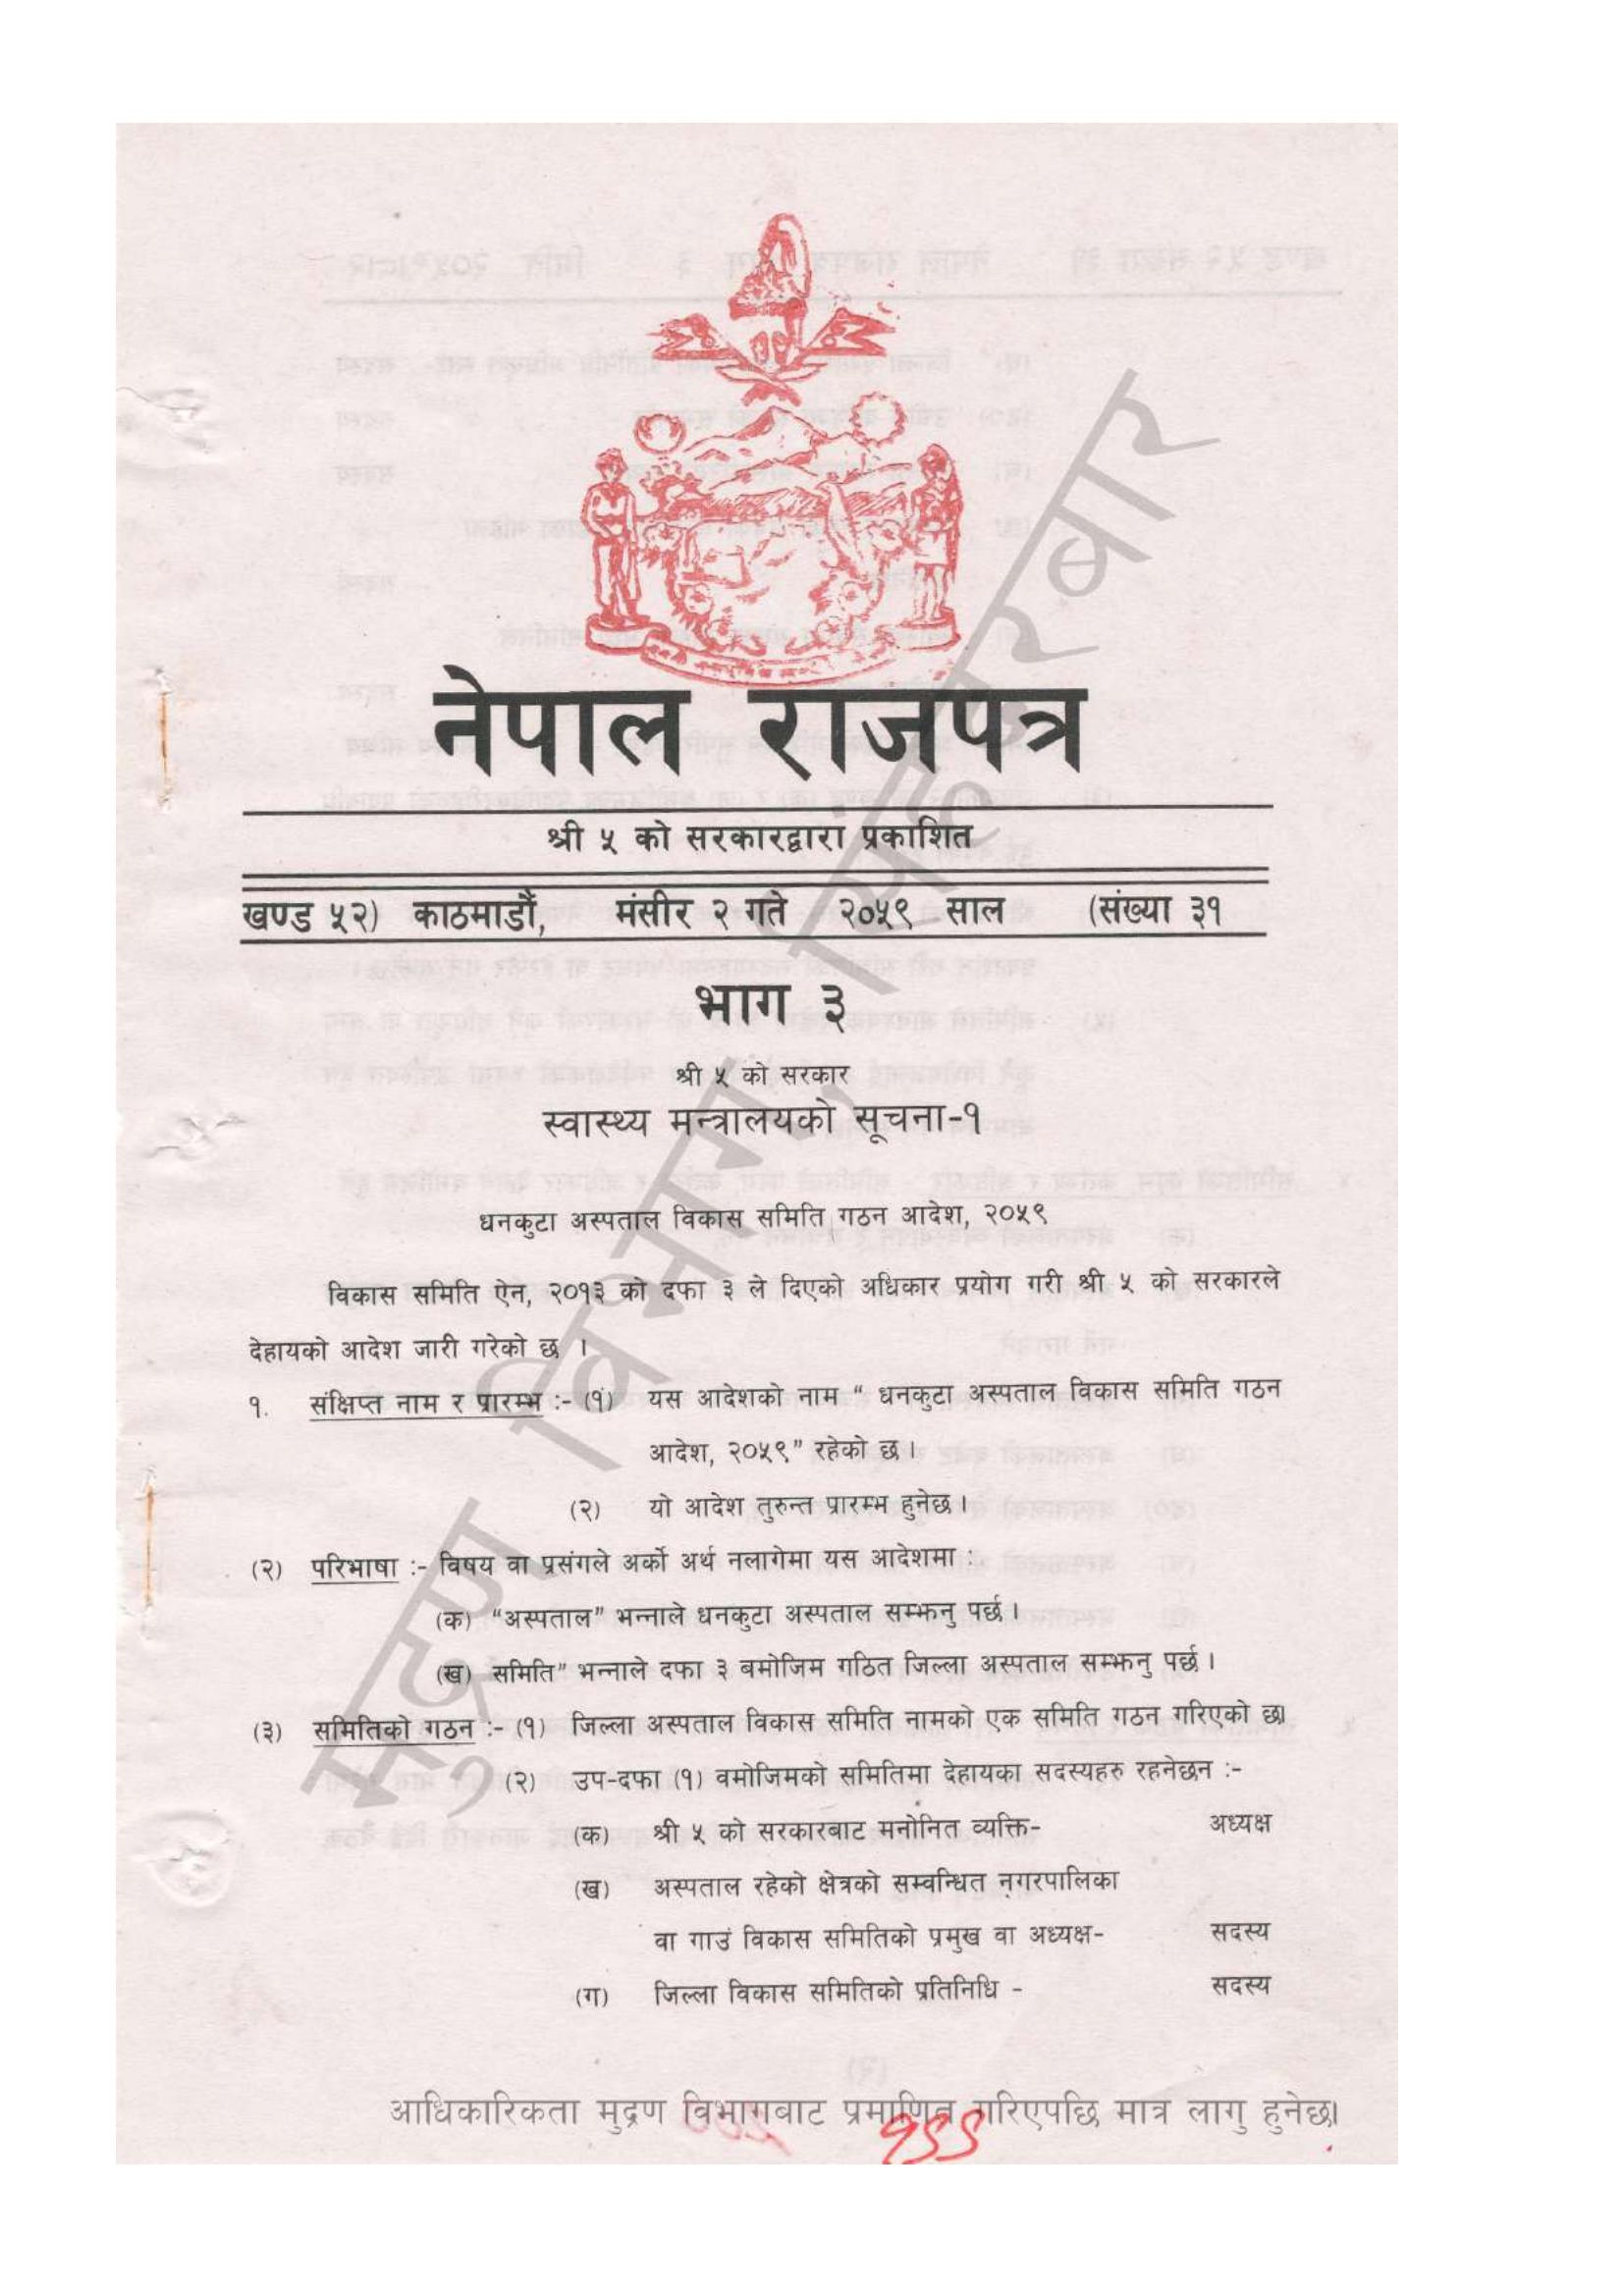 नेपाल राजपत्र
श्री ५ को सरकारद्वारा प्रकाशित
खण्ड ५२) काठमाडौं, मंसीर २ गते २०५९ साल (संख्या ३१
भाग ३
श्री ५ को सरकार
स्वास्थ्य मन्त्रालयको सूचना-१
धनकुटा अस्पताल विकास समिति गठन आदेश, २०५९
विकास समिति ऐन, २०१३ को दफा ३ ले दिएको अधिकार प्रयोग गरी श्री ५ को सरकारले
देहायको आदेश जारी गरेको छ ।
१. संक्षिप्त नाम र प्रारम्भ :- (१) यस आदेशको नाम “ धनकुटा अस्पताल विकास समिति गठन
आदेश, २०५९” रहेको छ ।
(२) यो आदेश तुरुन्त प्रारम्भ हुनेछ ।
(२) परिभाषा :- विषय वा प्रसंगले अर्को अर्थ नलागेमा यस आदेशमा :
(क) “अस्पताल” भन्नाले धनकुटा अस्पताल सम्झनु पर्छ ।
(ख) समिति” भन्नाले दफा ३ बमोजिम गठित जिल्ला अस्पताल सम्झनु पर्छ ।
(३) समितिको गठन :- (१) जिल्ला अस्पताल विकास समिति नामको एक समिति गठन गरिएको छ।
(२) उप-दफा (१) वमोजिमको समितिमा देहायका सदस्यहरु रहनेछन :-
(क) श्री ५ को सरकारबाट मनोनित व्यक्ति- अध्यक्ष
(ख) अस्पताल रहेको क्षेत्रको सम्वन्धित नगरपालिका
वा गाउं विकास समितिको प्रमुख वा अध्यक्ष- सदस्य
(ग) जिल्ला विकास समितिको प्रतिनिधि - सदस्य
मुद्रण विभाग, सिंहदरवार
आधिकारिकता मुद्रण विभागबाट प्रमाणित गरिएपछि मात्र लागु हुनेछ।